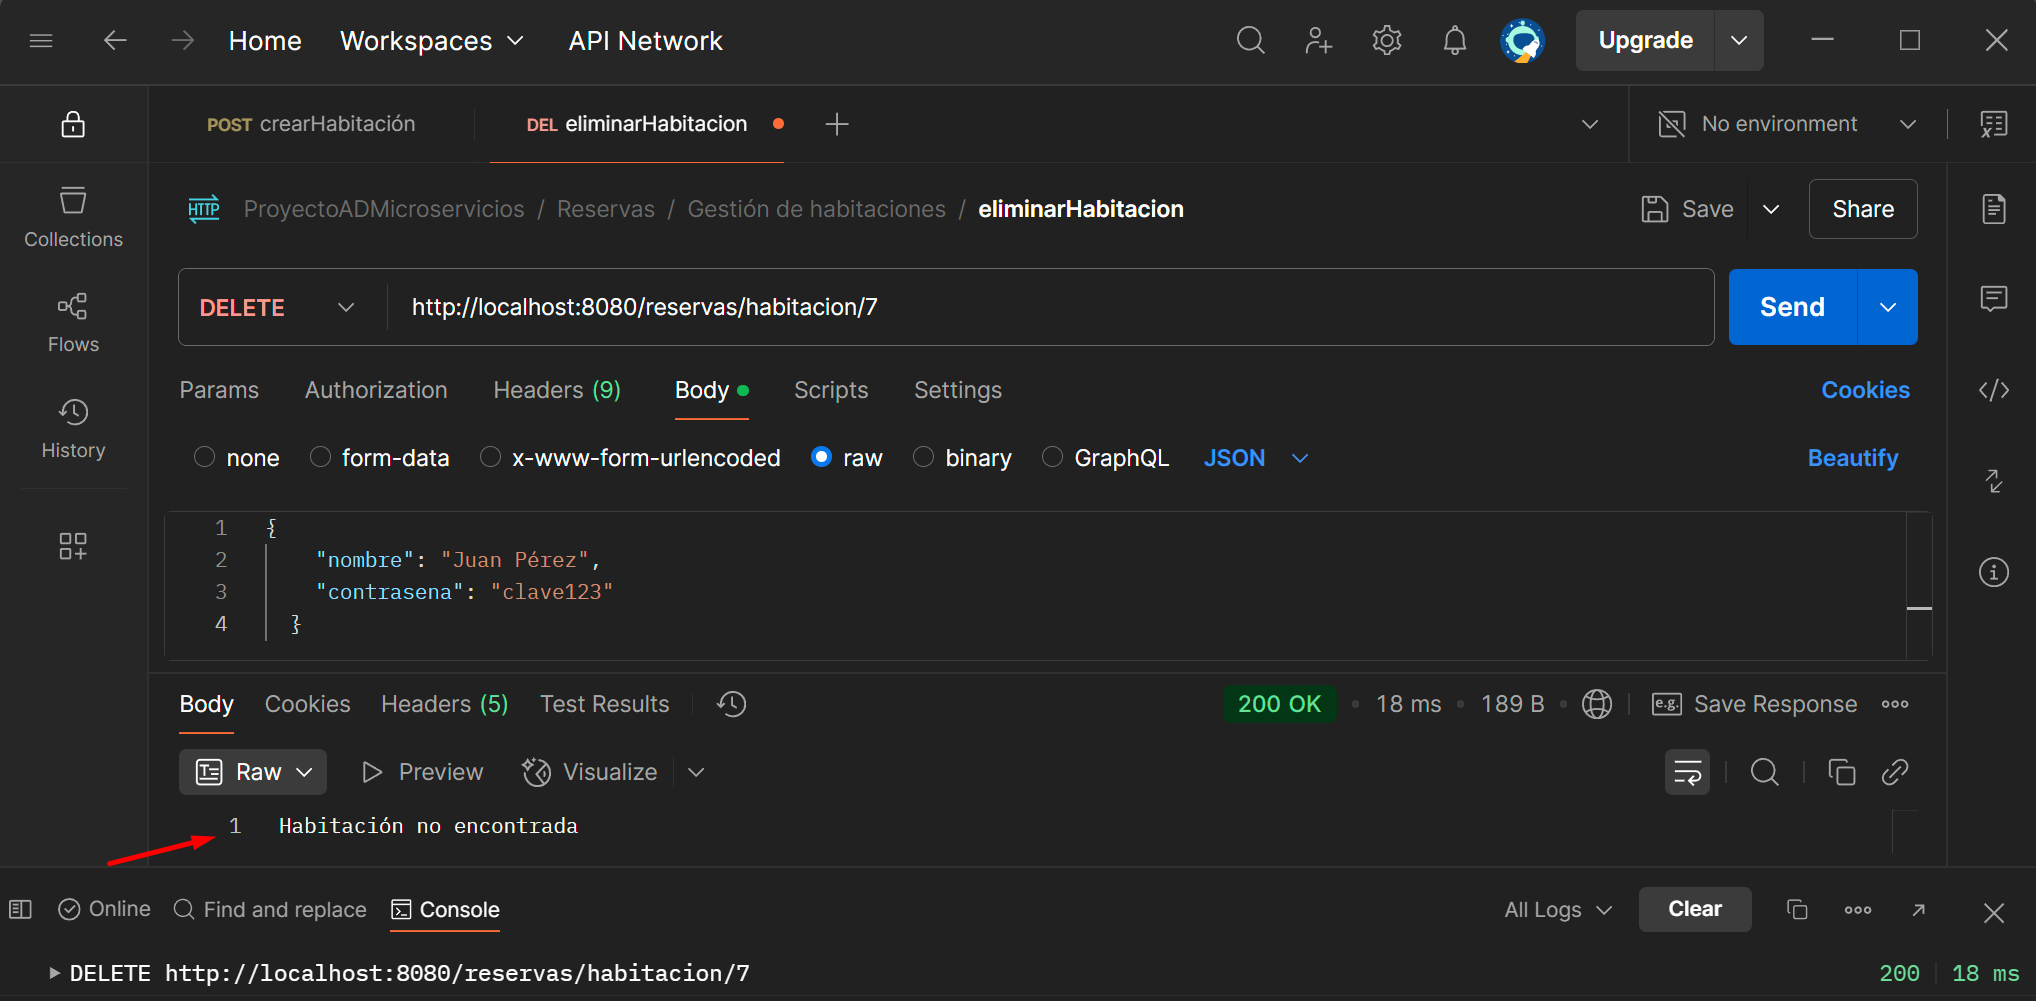 Home Workspaces API Network Upgrade
POST crearHabitación DEL eliminarHabitacion No environment
HTTP ProyectoADMicroservicios / Reservas / Gestión de habitaciones / eliminarHabitacion Save Share
Collections
DELETE http://localhost:8080/reservas/habitacion/7 Send
Flows
Params Authorization Headers (9) Body Scripts Settings Cookies
History
none form-data x-www-form-urlencoded raw binary GraphQL JSON Beautify
1 {
2 "nombre": "Juan Pérez",
3 "contrasena": "clave123"
4 }
Body Cookies Headers (5) Test Results 200 OK 18 ms 189 B e.g. Save Response
Raw Preview Visualize
1 Habitación no encontrada
Online Find and replace Console All Logs Clear
DELETE http://localhost:8080/reservas/habitacion/7 200 18 ms